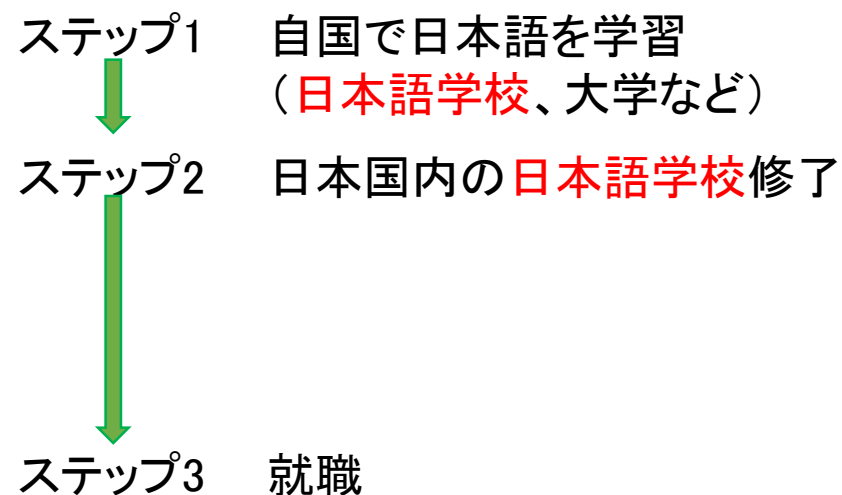 ステップ1 自国で日本語を学習
（日本語学校、大学など）
ステップ2 日本国内の日本語学校修了
ステップ3 就職